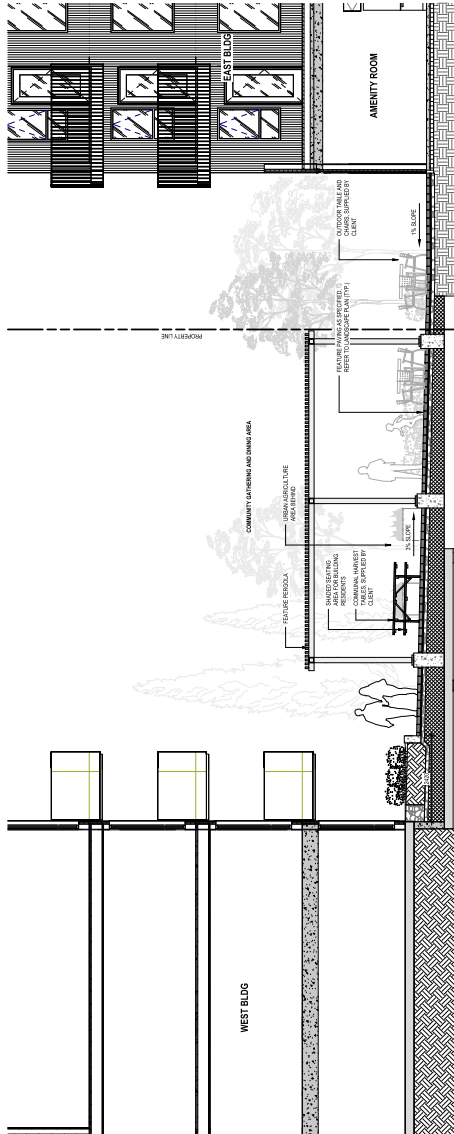 WEST BLDG
FEATURE PERGOLA
SHADED SEATING
AREA FOR BUILDING
RESIDENTS
COMMUNAL HARVEST
TABLES, SUPPLIED BY
CLIENT
COMMUNITY GATHERING AND DINING AREA
URBAN AGRICULTURE
AREA BEHIND
3% SLOPE
PROPERTY LINE
FEATURE PAVING AS SPECIFIED,
REFER TO LANDSCAPE PLAN (TYP.)
OUTDOOR TABLE AND
CHAIRS, SUPPLIED BY
CLIENT
1% SLOPE
EAST BLDG
AMENITY ROOM